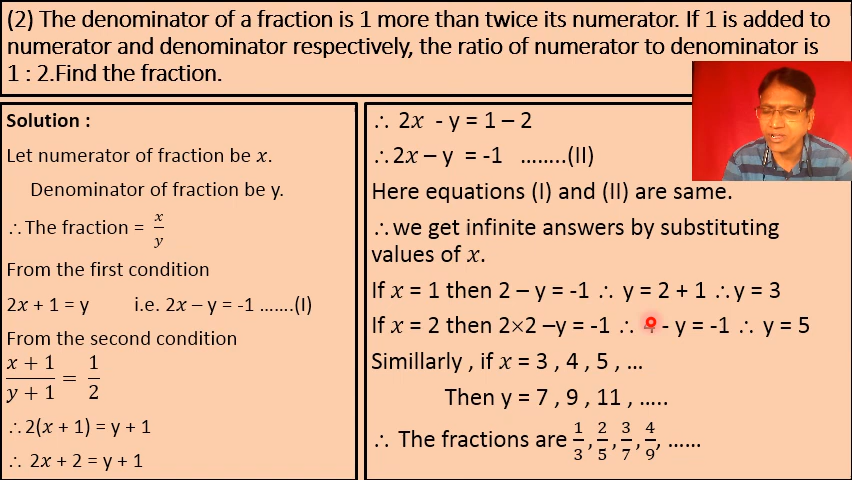 (2) The denominator of a fraction is 1 more than twice its numerator. If 1 is added to
numerator and denominator respectively, the ratio of numerator to denominator is
1 : 2.Find the fraction.
Solution :
Let numerator of fraction be x.
Denominator of fraction be y.
∴The fraction = x/y
From the first condition
2x + 1 = y i.e. 2x – y = -1 …….(I)
From the second condition
(x + 1)/(y + 1) = 1/2
∴2(x + 1) = y + 1
∴ 2x + 2 = y + 1
∴ 2x - y = 1 – 2
∴2x – y = -1 ……..(II)
Here equations (I) and (II) are same.
∴we get infinite answers by substituting
values of x.
If x = 1 then 2 – y = -1 ∴ y = 2 + 1 ∴y = 3
If x = 2 then 2×2 –y = -1 ∴ 4 - y = -1 ∴ y = 5
Simillarly , if x = 3 , 4 , 5 , …
Then y = 7 , 9 , 11 , …..
∴ The fractions are 1/3 , 2/5 , 3/7 , 4/9, ……